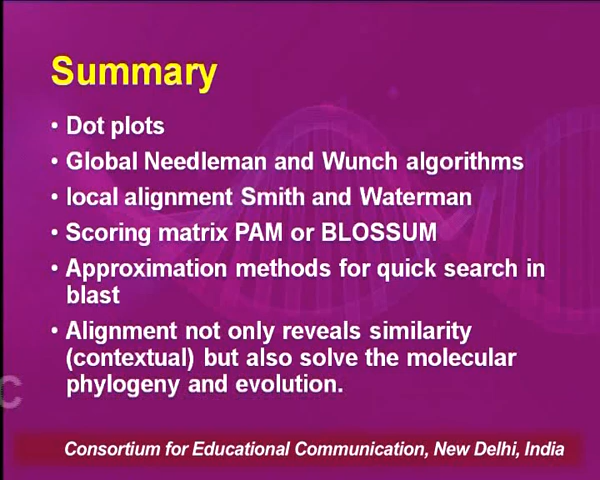 Summary
• Dot plots
• Global Needleman and Wunch algorithms
• local alignment Smith and Waterman
• Scoring matrix PAM or BLOSSUM
• Approximation methods for quick search in
blast
• Alignment not only reveals similarity
(contextual) but also solve the molecular
phylogeny and evolution.
C
Consortium for Educational Communication, New Delhi, India